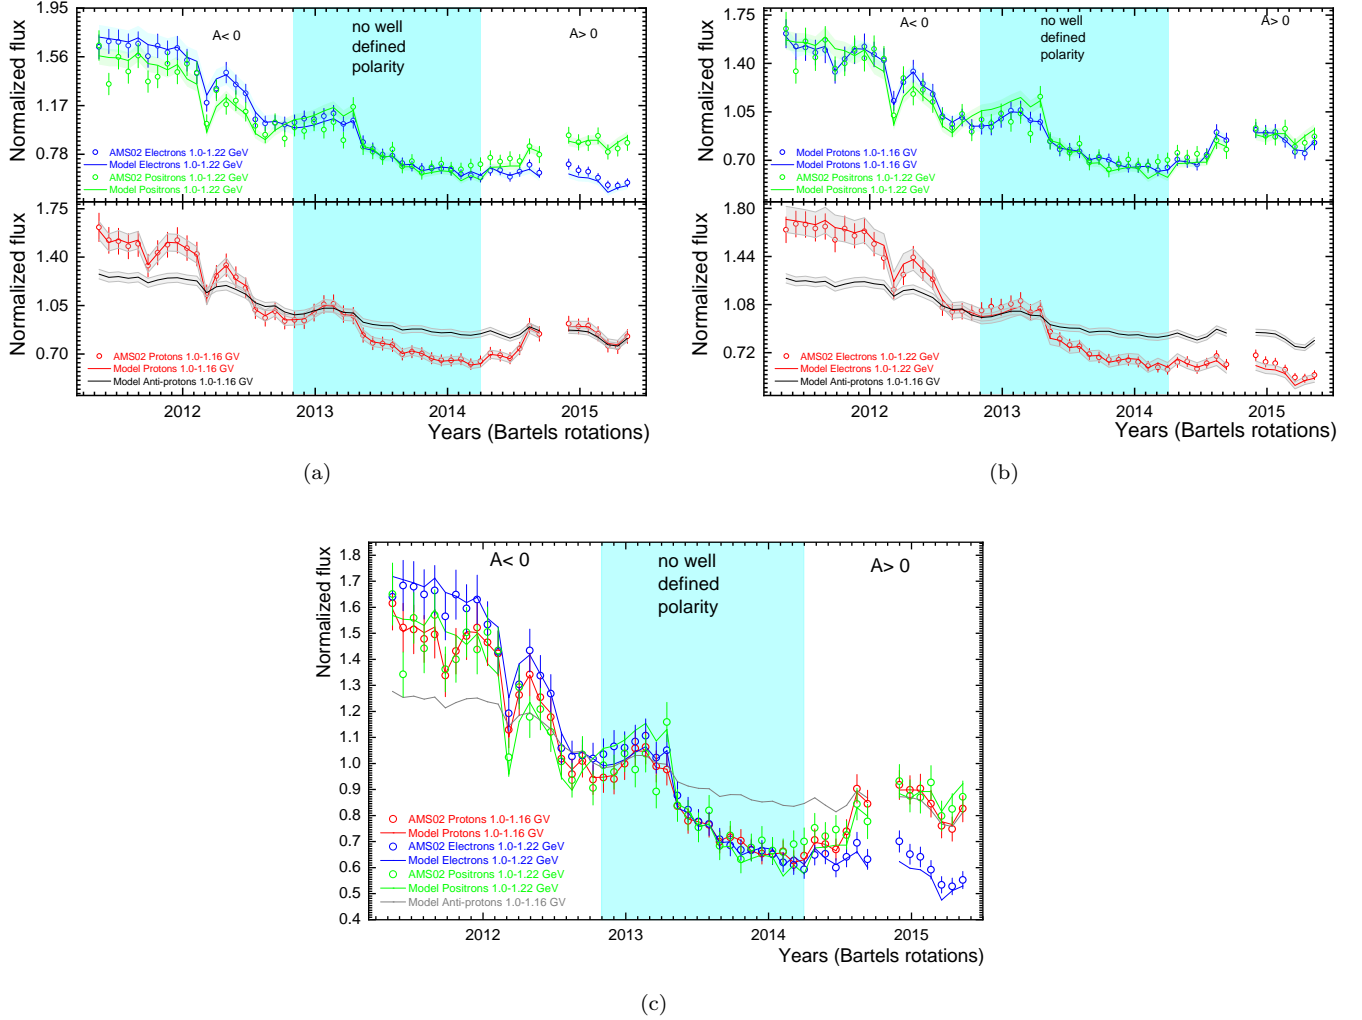 1.95
1.56
1.17
0.78
Normalized flux
A< 0
no well
defined
polarity
A> 0
AMS02 Electrons 1.0-1.22 GeV
Model Electrons 1.0-1.22 GeV
AMS02 Positrons 1.0-1.22 GeV
Model Positrons 1.0-1.22 GeV
1.75
1.40
1.05
0.70
Normalized flux
AMS02 Protons 1.0-1.16 GV
Model Protons 1.0-1.16 GV
Model Anti-protons 1.0-1.16 GV
2012
2013
2014
2015
Years (Bartels rotations)
(a)
1.75
1.40
1.05
0.70
Normalized flux
A< 0
no well
defined
polarity
A> 0
Model Protons 1.0-1.16 GV
Model Protons 1.0-1.16 GV
AMS02 Positrons 1.0-1.22 GeV
Model Positrons 1.0-1.22 GeV
1.80
1.44
1.08
0.72
Normalized flux
AMS02 Electrons 1.0-1.22 GeV
Model Electrons 1.0-1.22 GeV
Model Anti-protons 1.0-1.16 GV
2012
2013
2014
2015
Years (Bartels rotations)
(b)
1.8
1.7
1.6
1.5
1.4
1.3
1.2
1.1
1.0
0.9
0.8
0.7
0.6
0.5
0.4
Normalized flux
A< 0
no well
defined
polarity
A> 0
AMS02 Protons 1.0-1.16 GV
Model Protons 1.0-1.16 GV
AMS02 Electrons 1.0-1.22 GeV
Model Electrons 1.0-1.22 GeV
AMS02 Positrons 1.0-1.22 GeV
Model Positrons 1.0-1.22 GeV
Model Anti-protons 1.0-1.16 GV
2012
2013
2014
2015
Years (Bartels rotations)
(c)